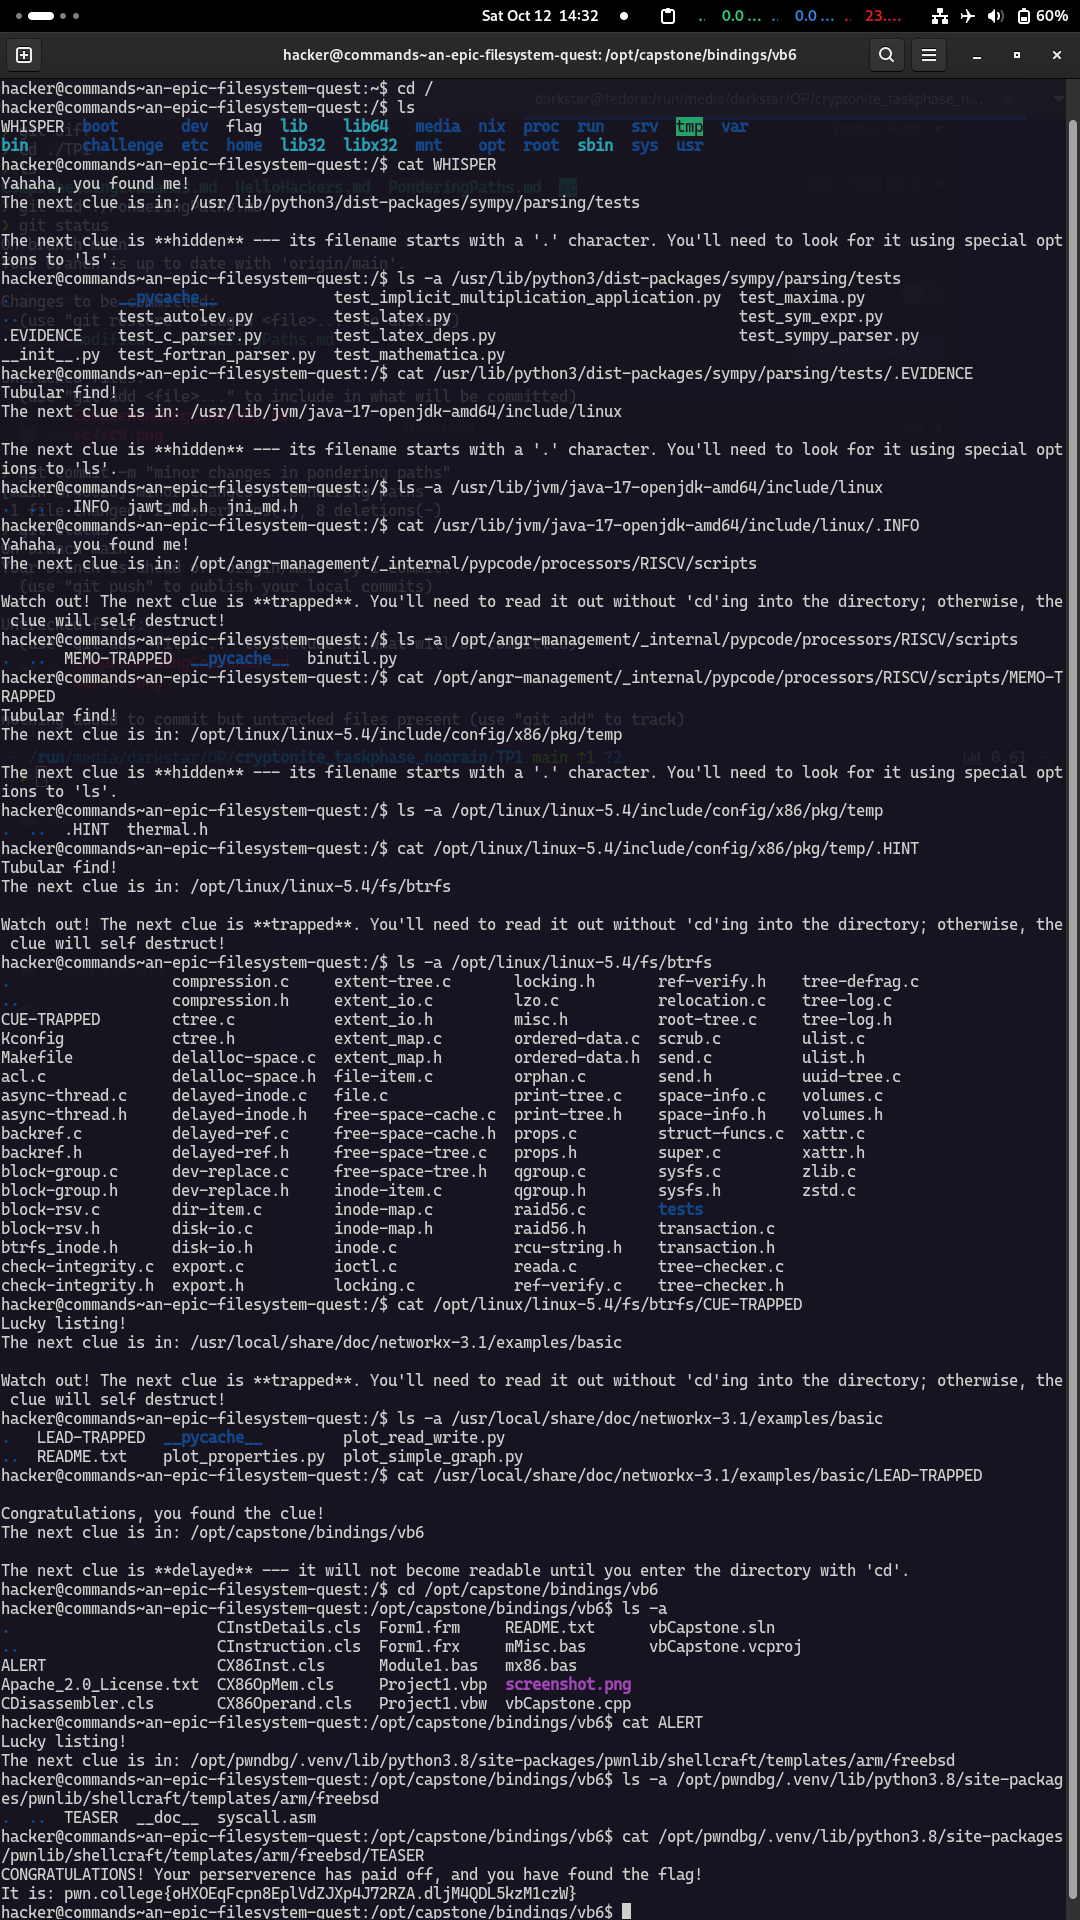 Sat Oct 12  14:32
0.0 ...
0.0 ...
23....
60%
hacker@commands~an-epic-filesystem-quest: /opt/capstone/bindings/vb6
hacker@commands~an-epic-filesystem-quest:~$ cd /
hacker@commands~an-epic-filesystem-quest:/$ ls
WHISPER  boot       dev  flag  lib    lib64   media  nix  proc  run   srv  tmp  var
bin      challenge  etc  home  lib32  libx32  mnt    opt  root  sbin  sys  usr
hacker@commands~an-epic-filesystem-quest:/$ cat WHISPER
Yahaha, you found me!
The next clue is in: /usr/lib/python3/dist-packages/sympy/parsing/tests

The next clue is **hidden** --- its filename starts with a '.' character. You'll need to look for it using special opt
ions to 'ls'.
hacker@commands~an-epic-filesystem-quest:/$ ls -a /usr/lib/python3/dist-packages/sympy/parsing/tests
.            __pycache__             test_implicit_multiplication_application.py  test_maxima.py
..           test_autolev.py         test_latex.py                                test_sym_expr.py
.EVIDENCE    test_c_parser.py        test_latex_deps.py                           test_sympy_parser.py
__init__.py  test_fortran_parser.py  test_mathematica.py
hacker@commands~an-epic-filesystem-quest:/$ cat /usr/lib/python3/dist-packages/sympy/parsing/tests/.EVIDENCE
Tubular find!
The next clue is in: /usr/lib/jvm/java-17-openjdk-amd64/include/linux

The next clue is **hidden** --- its filename starts with a '.' character. You'll need to look for it using special opt
ions to 'ls'.
hacker@commands~an-epic-filesystem-quest:/$ ls -a /usr/lib/jvm/java-17-openjdk-amd64/include/linux
.  ..  .INFO  jawt_md.h  jni_md.h
hacker@commands~an-epic-filesystem-quest:/$ cat /usr/lib/jvm/java-17-openjdk-amd64/include/linux/.INFO
Yahaha, you found me!
The next clue is in: /opt/angr-management/_internal/pypcode/processors/RISCV/scripts

Watch out! The next clue is **trapped**. You'll need to read it out without 'cd'ing into the directory; otherwise, the
 clue will self destruct!
hacker@commands~an-epic-filesystem-quest:/$ ls -a /opt/angr-management/_internal/pypcode/processors/RISCV/scripts
.  ..  MEMO-TRAPPED  __pycache__  binutil.py
hacker@commands~an-epic-filesystem-quest:/$ cat /opt/angr-management/_internal/pypcode/processors/RISCV/scripts/MEMO-T
RAPPED
Tubular find!
The next clue is in: /opt/linux/linux-5.4/include/config/x86/pkg/temp

The next clue is **hidden** --- its filename starts with a '.' character. You'll need to look for it using special opt
ions to 'ls'.
hacker@commands~an-epic-filesystem-quest:/$ ls -a /opt/linux/linux-5.4/include/config/x86/pkg/temp
.  ..  .HINT  thermal.h
hacker@commands~an-epic-filesystem-quest:/$ cat /opt/linux/linux-5.4/include/config/x86/pkg/temp/.HINT
Tubular find!
The next clue is in: /opt/linux/linux-5.4/fs/btrfs

Watch out! The next clue is **trapped**. You'll need to read it out without 'cd'ing into the directory; otherwise, the
 clue will self destruct!
hacker@commands~an-epic-filesystem-quest:/$ ls -a /opt/linux/linux-5.4/fs/btrfs
.                  compression.c     extent-tree.c       locking.h       ref-verify.h    tree-defrag.c
..                 compression.h     extent_io.c         lzo.c           relocation.c    tree-log.c
CUE-TRAPPED        ctree.c           extent_io.h         misc.h          root-tree.c     tree-log.h
Kconfig            ctree.h           extent_map.c        ordered-data.c  scrub.c         ulist.c
Makefile           delalloc-space.c  extent_map.h        ordered-data.h  send.c          ulist.h
acl.c              delalloc-space.h  file-item.c         orphan.c        send.h          uuid-tree.c
async-thread.c     delayed-inode.c   file.c              print-tree.c    space-info.c    volumes.c
async-thread.h     delayed-inode.h   free-space-cache.c  print-tree.h    space-info.h    volumes.h
backref.c          delayed-ref.c     free-space-cache.h  props.c         struct-funcs.c  xattr.c
backref.h          delayed-ref.h     free-space-tree.c   props.h         super.c         xattr.h
block-group.c      dev-replace.c     free-space-tree.h   qgroup.c        sysfs.c         zlib.c
block-group.h      dev-replace.h     inode-item.c        qgroup.h        sysfs.h         zstd.c
block-rsv.c        dir-item.c        inode-map.c         raid56.c        tests
block-rsv.h        disk-io.c         inode-map.h         raid56.h        transaction.c
btrfs_inode.h      disk-io.h         inode.c             rcu-string.h    transaction.h
check-integrity.c  export.c          ioctl.c             reada.c         tree-checker.c
check-integrity.h  export.h          locking.c           ref-verify.c    tree-checker.h
hacker@commands~an-epic-filesystem-quest:/$ cat /opt/linux/linux-5.4/fs/btrfs/CUE-TRAPPED
Lucky listing!
The next clue is in: /usr/local/share/doc/networkx-3.1/examples/basic

Watch out! The next clue is **trapped**. You'll need to read it out without 'cd'ing into the directory; otherwise, the
 clue will self destruct!
hacker@commands~an-epic-filesystem-quest:/$ ls -a /usr/local/share/doc/networkx-3.1/examples/basic
.   LEAD-TRAPPED  __pycache__         plot_read_write.py
..  README.txt    plot_properties.py  plot_simple_graph.py
hacker@commands~an-epic-filesystem-quest:/$ cat /usr/local/share/doc/networkx-3.1/examples/basic/LEAD-TRAPPED

Congratulations, you found the clue!
The next clue is in: /opt/capstone/bindings/vb6

The next clue is **delayed** --- it will not become readable until you enter the directory with 'cd'.
hacker@commands~an-epic-filesystem-quest:/$ cd /opt/capstone/bindings/vb6
hacker@commands~an-epic-filesystem-quest:/opt/capstone/bindings/vb6$ ls -a
.                       CInstDetails.cls  Form1.frm     README.txt      vbCapstone.sln
..                      CInstruction.cls  Form1.frx     mMisc.bas       vbCapstone.vcproj
ALERT                   CX86Inst.cls      Module1.bas   mx86.bas
Apache_2.0_License.txt  CX86OpMem.cls     Project1.vbp  screenshot.png
CDisassembler.cls       CX86Operand.cls   Project1.vbw  vbCapstone.cpp
hacker@commands~an-epic-filesystem-quest:/opt/capstone/bindings/vb6$ cat ALERT
Lucky listing!
The next clue is in: /opt/pwndbg/.venv/lib/python3.8/site-packages/pwnlib/shellcraft/templates/arm/freebsd
hacker@commands~an-epic-filesystem-quest:/opt/capstone/bindings/vb6$ ls -a /opt/pwndbg/.venv/lib/python3.8/site-packag
es/pwnlib/shellcraft/templates/arm/freebsd
.  ..  TEASER  __doc__  syscall.asm
hacker@commands~an-epic-filesystem-quest:/opt/capstone/bindings/vb6$ cat /opt/pwndbg/.venv/lib/python3.8/site-packages
/pwnlib/shellcraft/templates/arm/freebsd/TEASER
CONGRATULATIONS! Your perserverence has paid off, and you have found the flag!
It is: pwn.college{oHXOEqFcpn8EplVdZJXp4J72RZA.dljM4QDL5kzM1czW}
hacker@commands~an-epic-filesystem-quest:/opt/capstone/bindings/vb6$